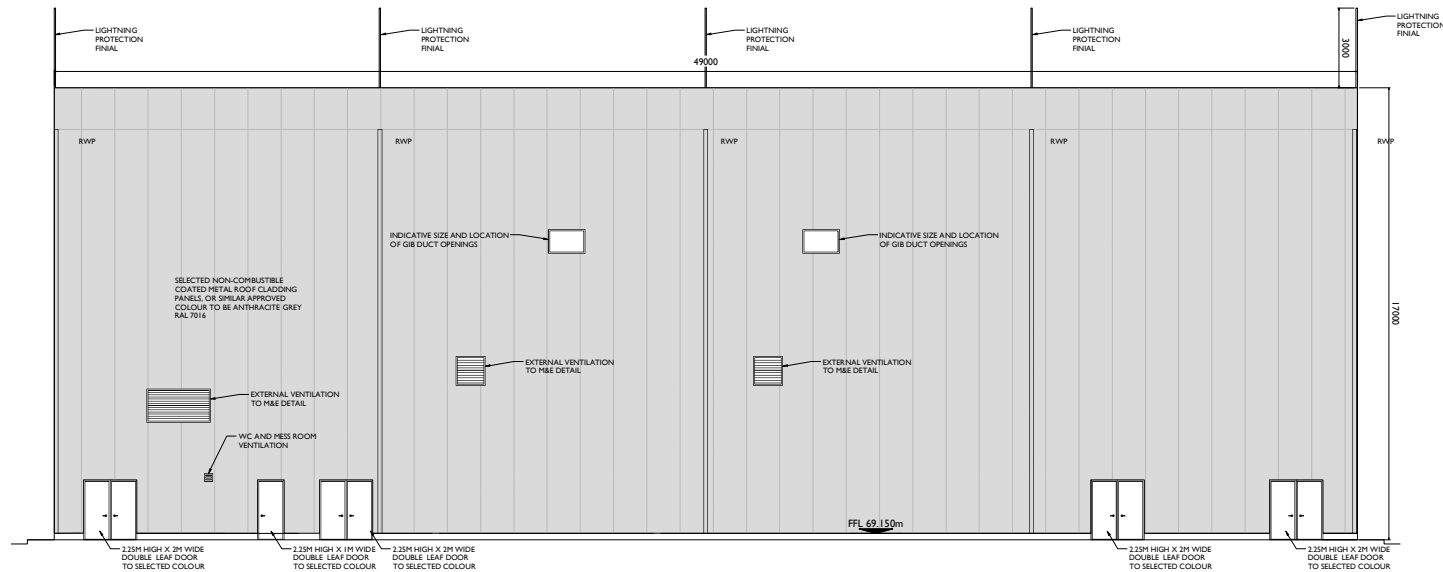 LIGHTNING
PROTECTION
FINIAL
LIGHTNING
PROTECTION
FINIAL
LIGHTNING
PROTECTION
FINIAL
LIGHTNING
PROTECTION
FINIAL
LIGHTNING
PROTECTION
FINIAL
3000
49000
RWP
RWP
RWP
RWP
RWP
INDICATIVE SIZE AND LOCATION
OF GIB DUCT OPENINGS
INDICATIVE SIZE AND LOCATION
OF GIB DUCT OPENINGS
SELECTED NON-COMBUSTIBLE
COATED METAL ROOF CLADDING
PANELS, OR SIMILAR APPROVED
COLOUR TO BE ANTHRACITE GREY
RAL 7016
17000
EXTERNAL VENTILATION
TO M&E DETAIL
EXTERNAL VENTILATION
TO M&E DETAIL
EXTERNAL VENTILATION
TO M&E DETAIL
WC AND MESS ROOM
VENTILATION
FFL 69.150m
2.25M HIGH X 2M WIDE
DOUBLE LEAF DOOR
TO SELECTED COLOUR
2.25M HIGH X 1M WIDE
DOUBLE LEAF DOOR
TO SELECTED COLOUR
2.25M HIGH X 2M WIDE
DOUBLE LEAF DOOR
TO SELECTED COLOUR
2.25M HIGH X 2M WIDE
DOUBLE LEAF DOOR
TO SELECTED COLOUR
2.25M HIGH X 2M WIDE
DOUBLE LEAF DOOR
TO SELECTED COLOUR